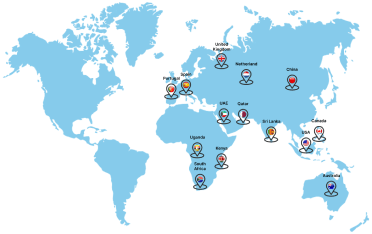 United
Kingdom
Netherland
China
Portugal
Spain
UAE
Qatar
Sri Lanka
Canada
USA
Uganda
Kenya
South
Africa
Australia